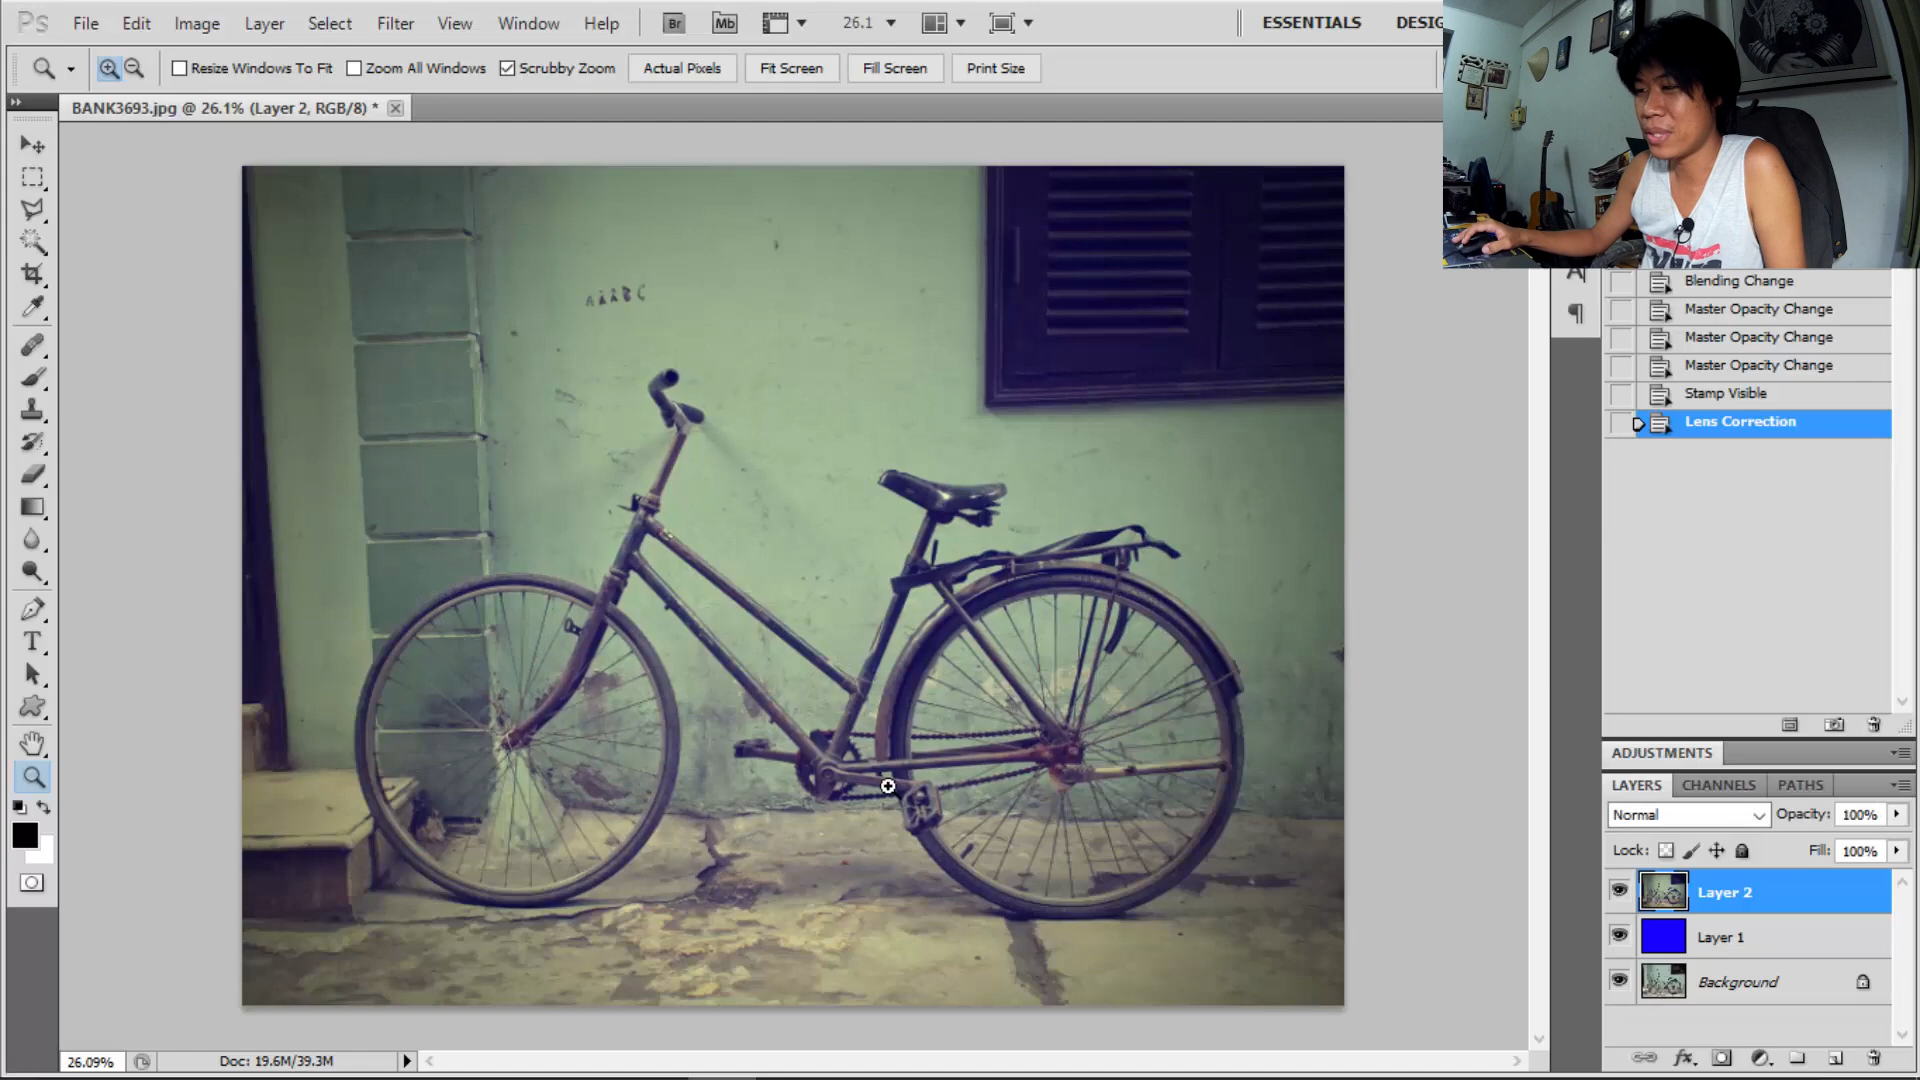 Ps File Edit Image Layer Select Filter View Window Help Br Mb 26.1 ESSENTIALS DESIG
Resize Windows To Fit Zoom All Windows Scrubby Zoom Actual Pixels Fit Screen Fill Screen Print Size
BANK3693.jpg @ 26.1% (Layer 2, RGB/8) *
Blending Change
Master Opacity Change
Master Opacity Change
Master Opacity Change
Stamp Visible
Lens Correction
ADJUSTMENTS
LAYERS CHANNELS PATHS
Normal Opacity: 100%
Lock: Fill: 100%
Layer 2
Layer 1
Background
26.09% Doc: 19.6M/39.3M